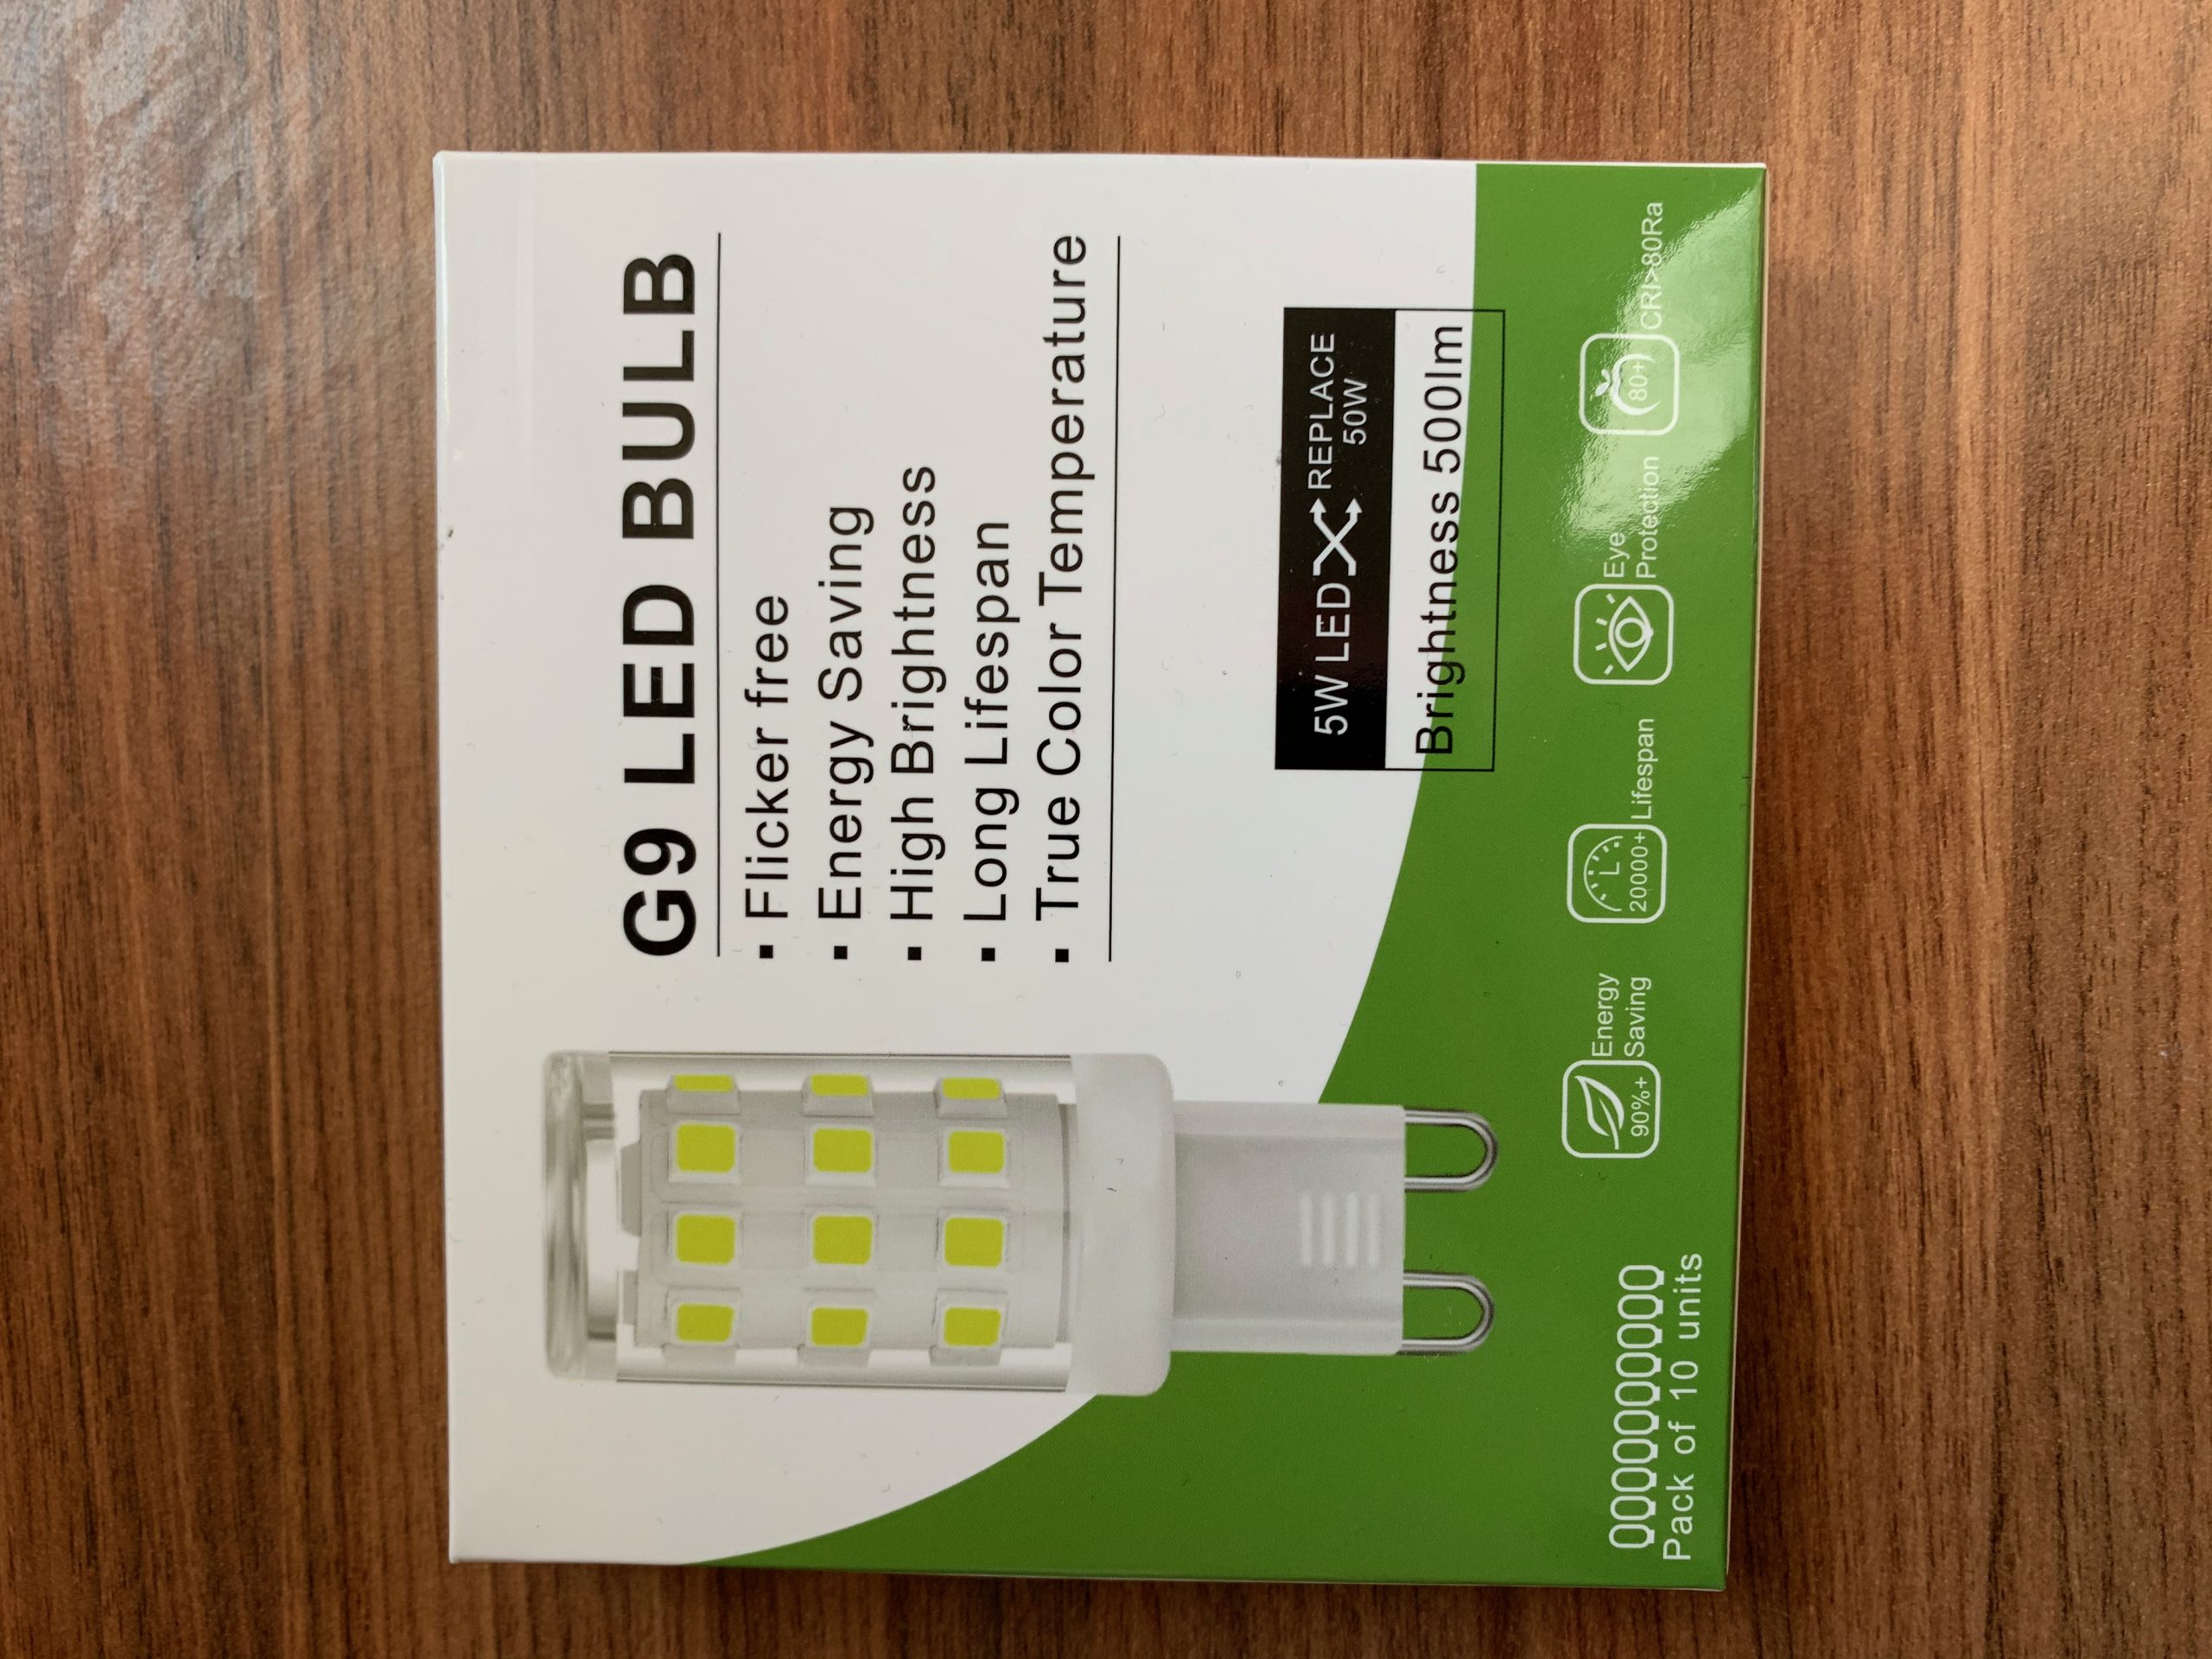 G9 LED BULB
▪ Flicker free
▪ Energy Saving
▪ High Brightness
▪ Long Lifespan
▪ True Color Temperature
5W LED REPLACE
50W
Brightness 500lm
Pack of 10 units
90%+
Energy
Saving
L
20000+
Lifespan
Eye
Protection
80+
CRI>80Ra